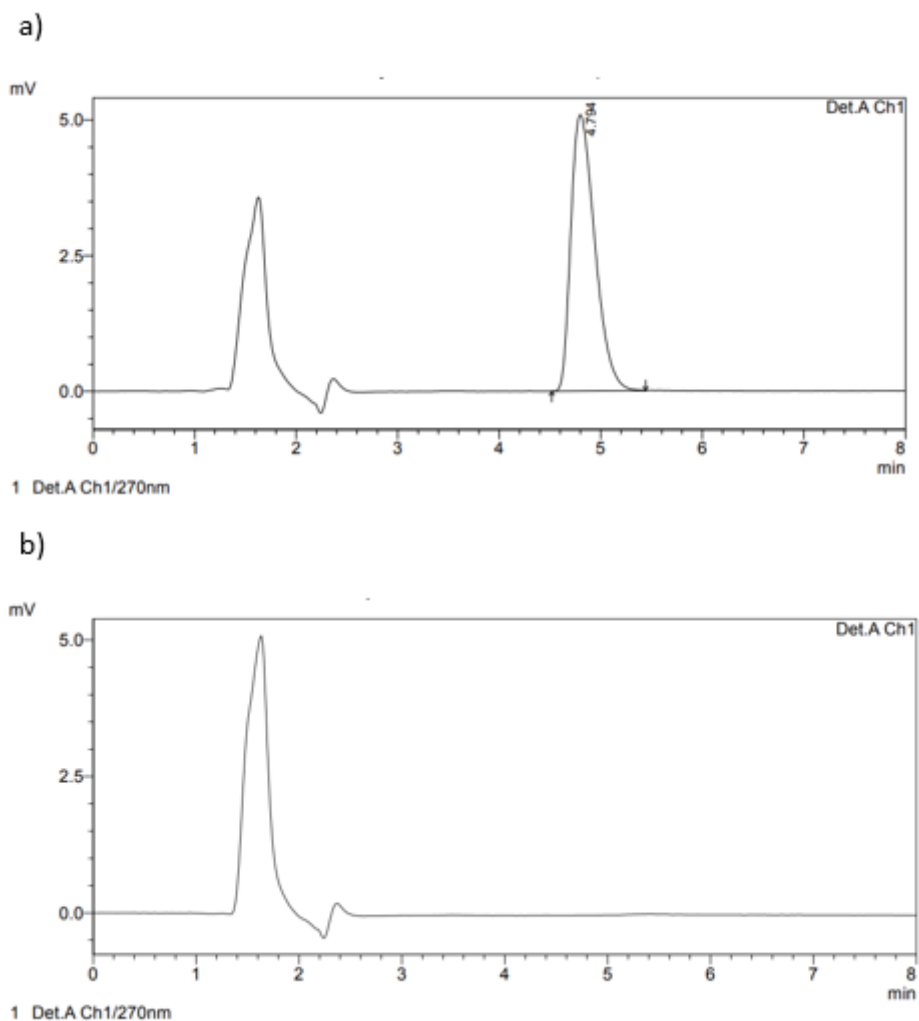 a)
mV
Det.A Ch1
5.0
4.794
2.5
0.0
0 1 2 3 4 5 6 7 8
min
1 Det.A Ch1/270nm
b)
mV
Det.A Ch1
5.0
2.5
0.0
0 1 2 3 4 5 6 7 8
min
1 Det.A Ch1/270nm